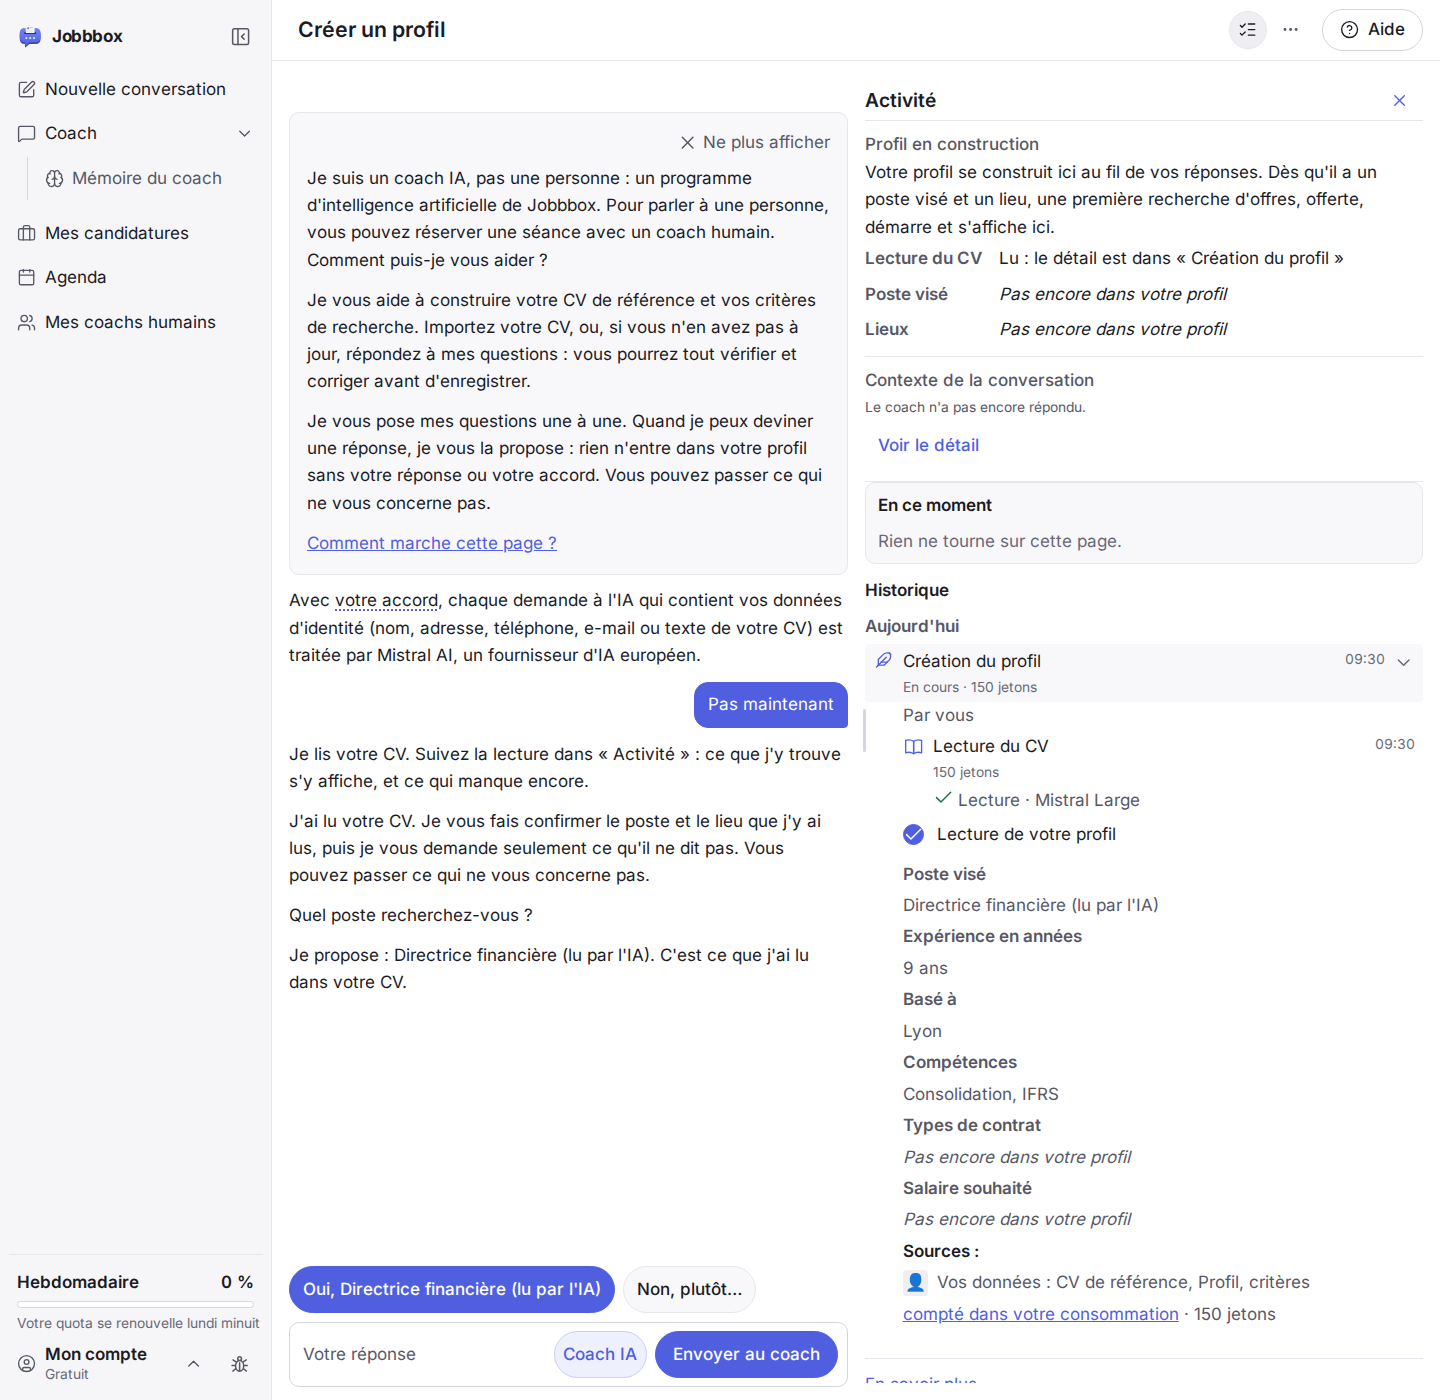 Jobbbox
Nouvelle conversation
Coach
Mémoire du coach
Mes candidatures
Agenda
Mes coachs humains
Hebdomadaire 0 %
Votre quota se renouvelle lundi minuit
Mon compte
Gratuit
Créer un profil
Aide
Ne plus afficher
Je suis un coach IA, pas une personne : un programme
d'intelligence artificielle de Jobbbox. Pour parler à une personne,
vous pouvez réserver une séance avec un coach humain.
Comment puis-je vous aider ?
Je vous aide à construire votre CV de référence et vos critères
de recherche. Importez votre CV, ou, si vous n'en avez pas à
jour, répondez à mes questions : vous pourrez tout vérifier et
corriger avant d'enregistrer.
Je vous pose mes questions une à une. Quand je peux deviner
une réponse, je vous la propose : rien n'entre dans votre profil
sans votre réponse ou votre accord. Vous pouvez passer ce qui
ne vous concerne pas.
Comment marche cette page ?
Avec votre accord, chaque demande à l'IA qui contient vos données
d'identité (nom, adresse, téléphone, e-mail ou texte de votre CV) est
traitée par Mistral AI, un fournisseur d'IA européen.
Pas maintenant
Je lis votre CV. Suivez la lecture dans « Activité » : ce que j'y trouve
s'y affiche, et ce qui manque encore.
J'ai lu votre CV. Je vous fais confirmer le poste et le lieu que j'y ai
lus, puis je vous demande seulement ce qu'il ne dit pas. Vous
pouvez passer ce qui ne vous concerne pas.
Quel poste recherchez-vous ?
Je propose : Directrice financière (lu par l'IA). C'est ce que j'ai lu
dans votre CV.
Oui, Directrice financière (lu par l'IA)
Non, plutôt…
Votre réponse
Coach IA
Envoyer au coach
Activité
Profil en construction
Votre profil se construit ici au fil de vos réponses. Dès qu'il a un
poste visé et un lieu, une première recherche d'offres, offerte,
démarre et s'affiche ici.
Lecture du CV Lu : le détail est dans « Création du profil »
Poste visé Pas encore dans votre profil
Lieux Pas encore dans votre profil
Contexte de la conversation
Le coach n'a pas encore répondu.
Voir le détail
En ce moment
Rien ne tourne sur cette page.
Historique
Aujourd'hui
Création du profil 09:30
En cours · 150 jetons
Par vous
Lecture du CV 09:30
150 jetons
Lecture · Mistral Large
Lecture de votre profil
Poste visé
Directrice financière (lu par l'IA)
Expérience en années
9 ans
Basé à
Lyon
Compétences
Consolidation, IFRS
Types de contrat
Pas encore dans votre profil
Salaire souhaité
Pas encore dans votre profil
Sources :
Vos données : CV de référence, Profil, critères
compté dans votre consommation · 150 jetons
En savoir plus